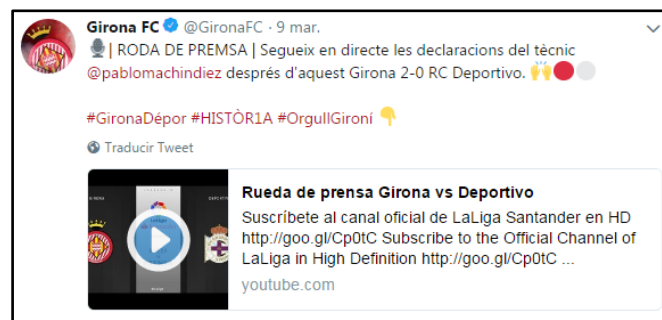 Girona FC @GironaFC · 9 mar.
🎙| RODA DE PREMSA | Segueix en directe les declaracions del tècnic
@pablomachindiez després d'aquest Girona 2-0 RC Deportivo. 🙌🔴⚪
#GironaDépor #HISTÒR1A #OrgullGironí 👇
Traducir Tweet
Rueda de prensa Girona vs Deportivo
Suscríbete al canal oficial de LaLiga Santander en HD
http://goo.gl/Cp0tC Subscribe to the Official Channel of
LaLiga in High Definition http://goo.gl/Cp0tC ...
youtube.com